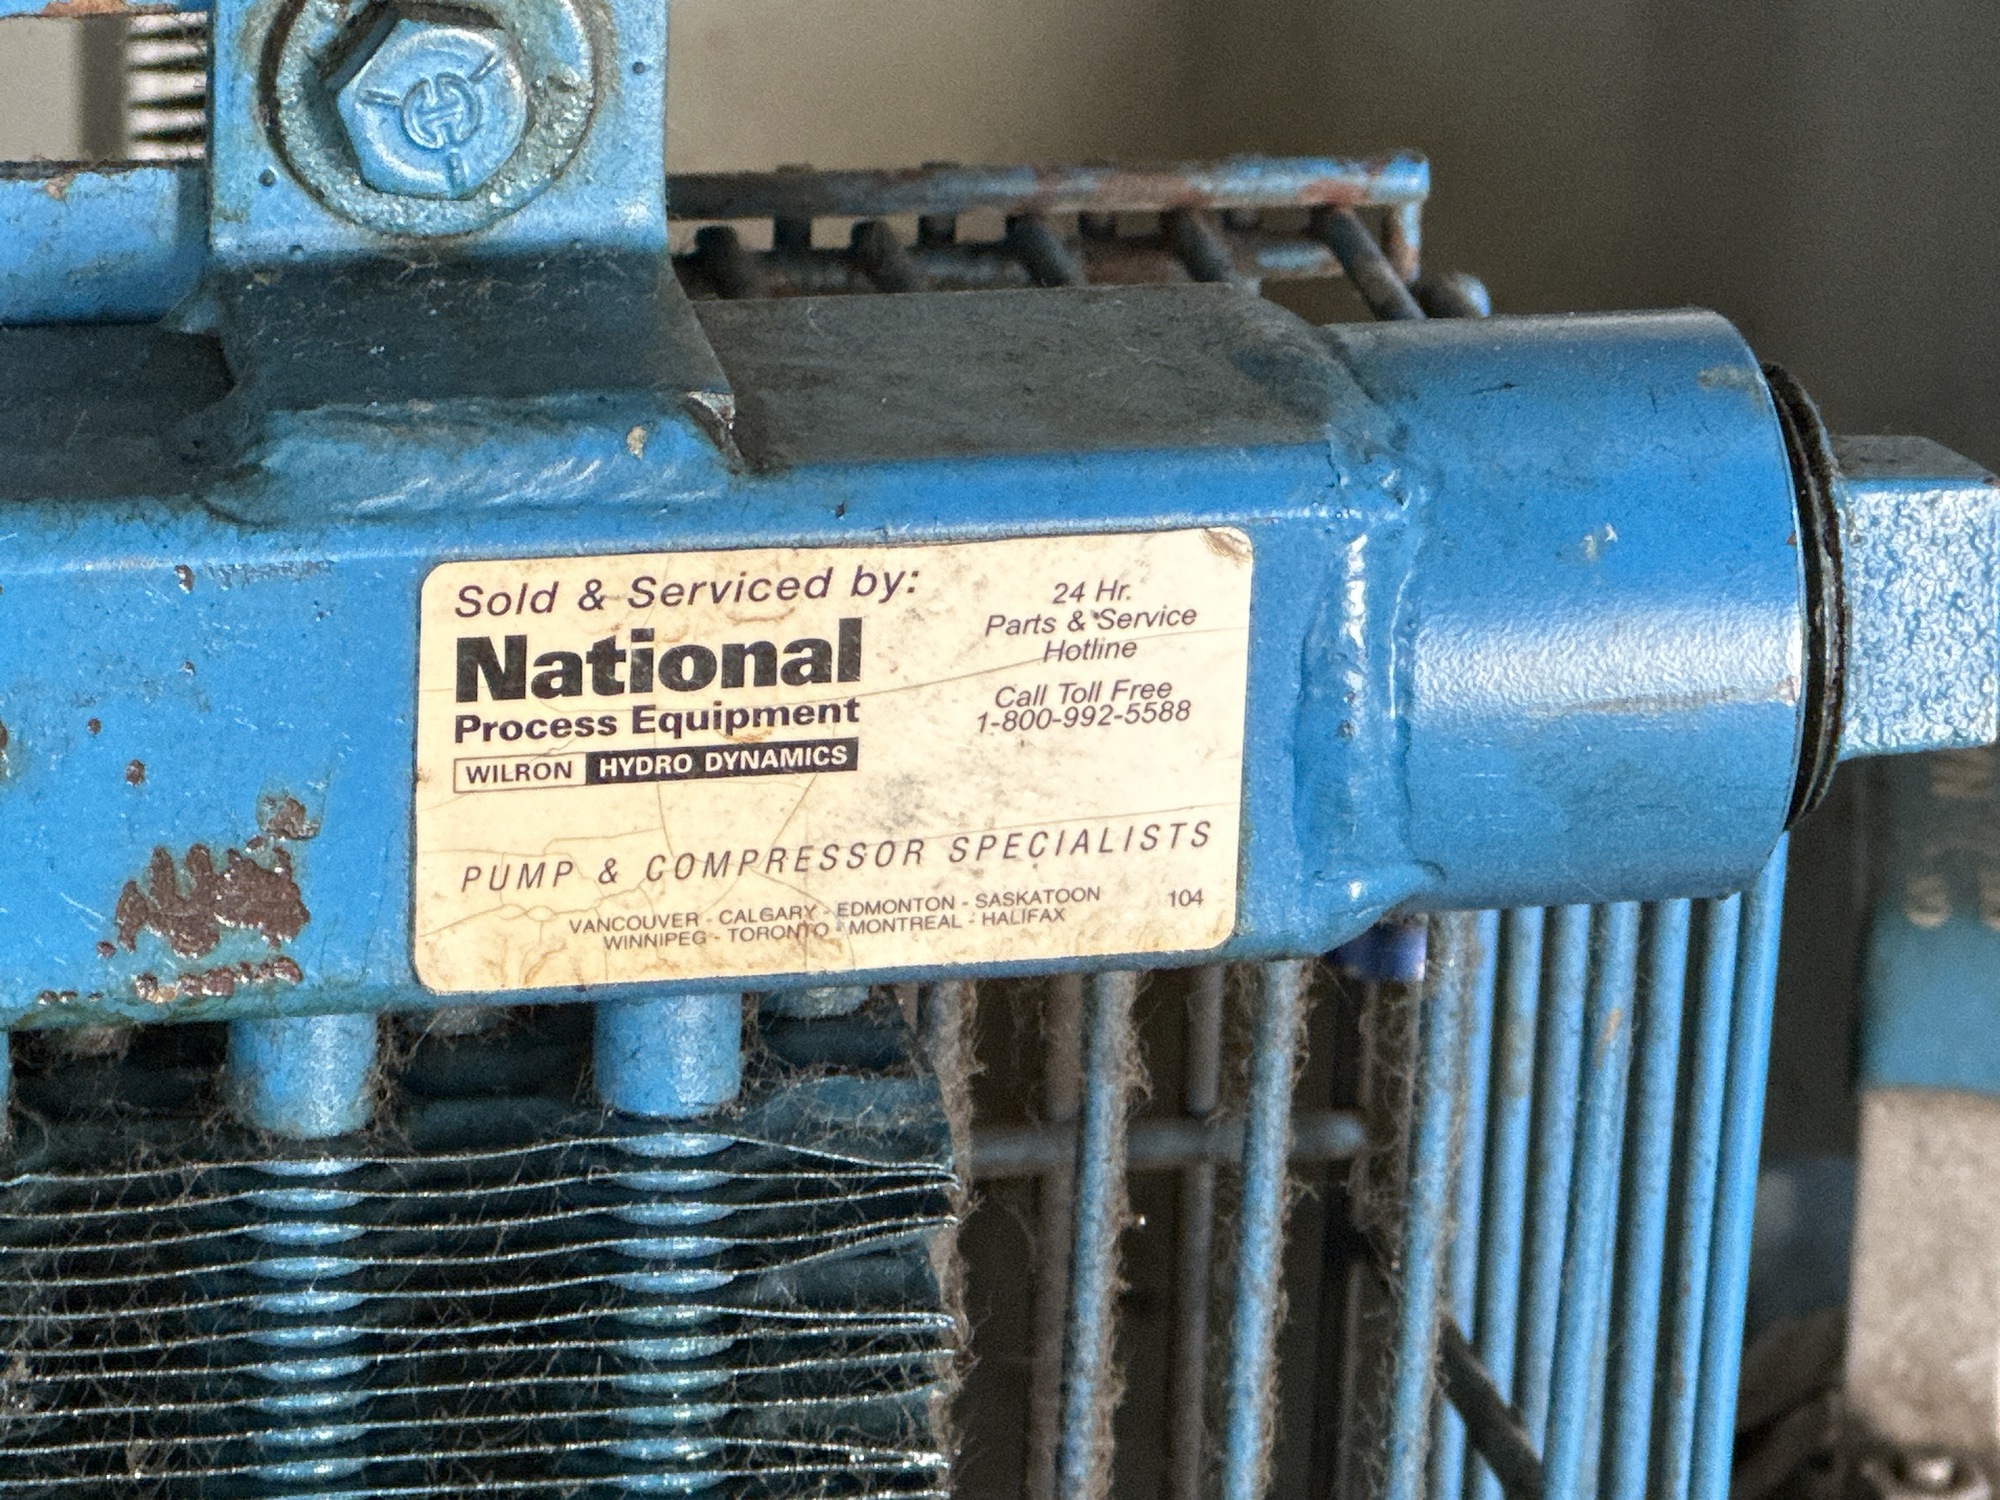 Sold & Serviced by:
National
Process Equipment
WILRON HYDRO DYNAMICS
24 Hr.
Parts & Service
Hotline
Call Toll Free
1-800-992-5588
PUMP & COMPRESSOR SPECIALISTS
VANCOUVER - CALGARY - EDMONTON - SASKATOON
WINNIPEG - TORONTO - MONTREAL - HALIFAX
104